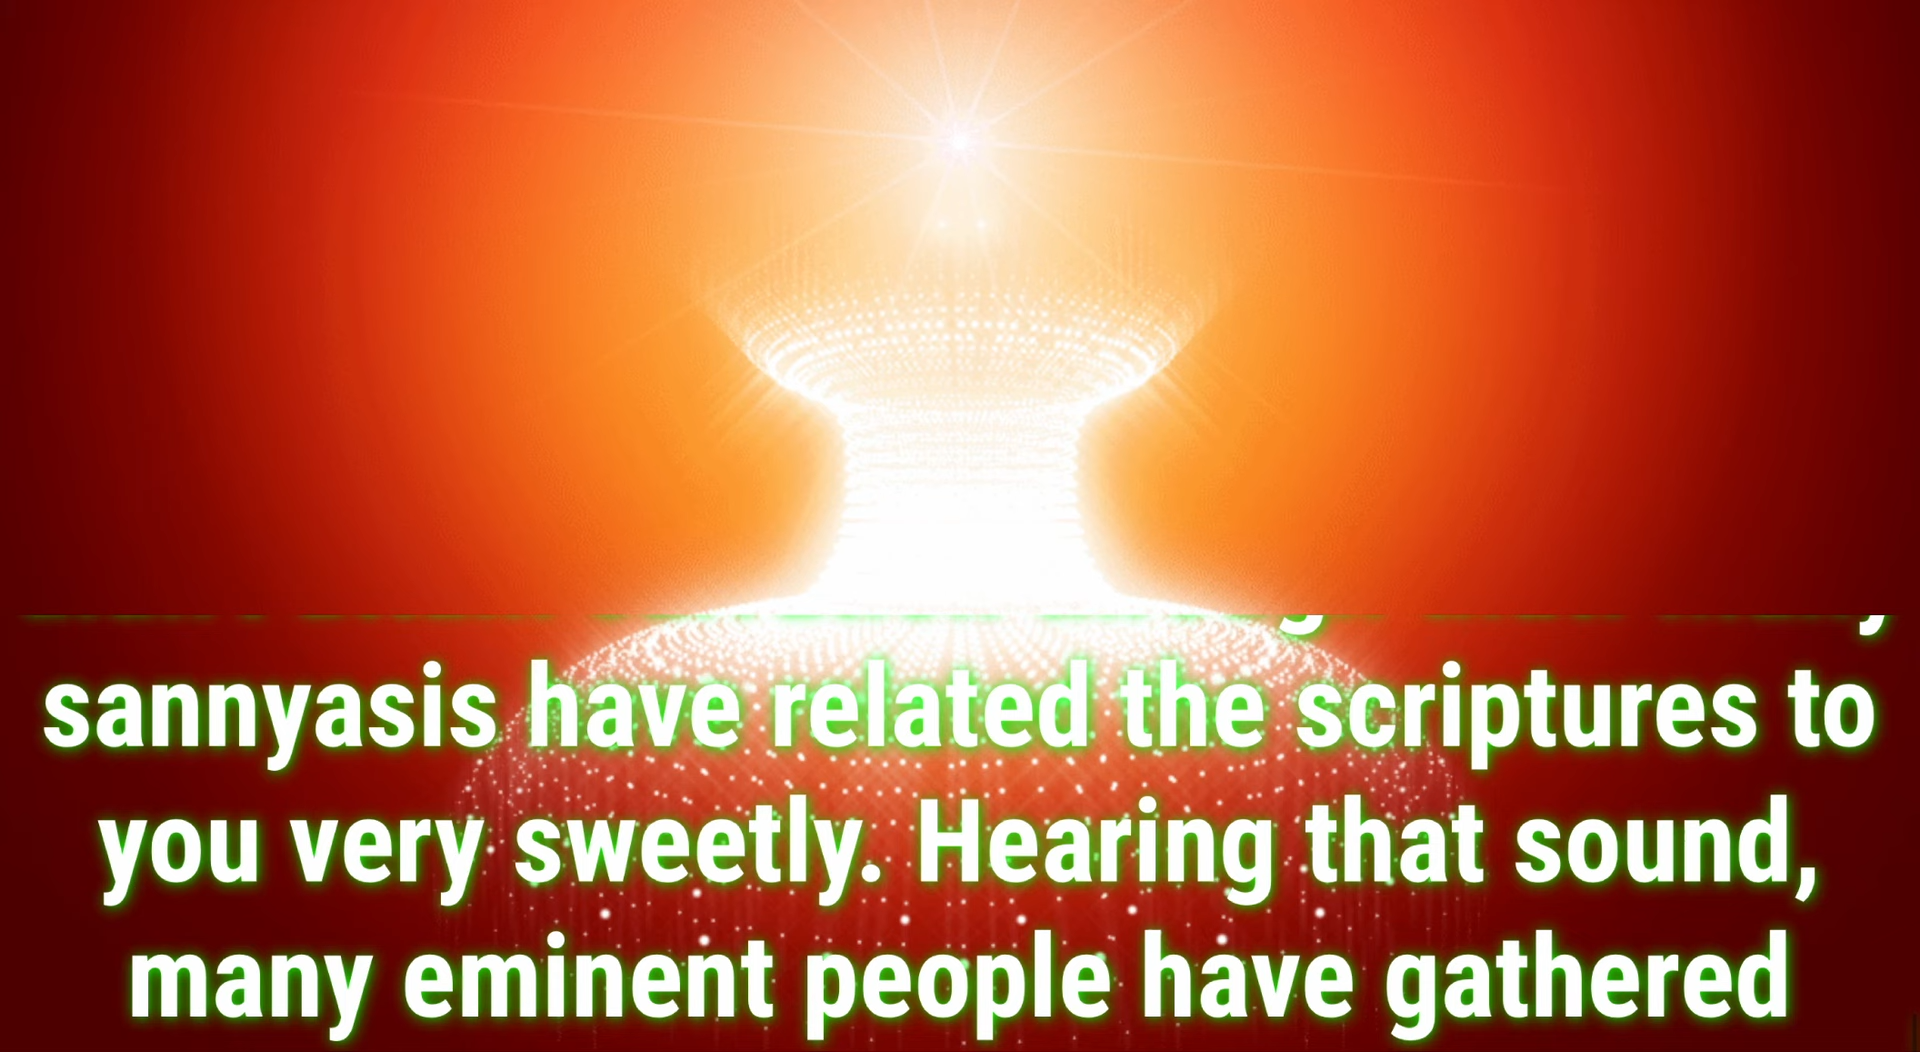 sannyasis have related the scriptures to
you very sweetly. Hearing that sound,
many eminent people have gathered